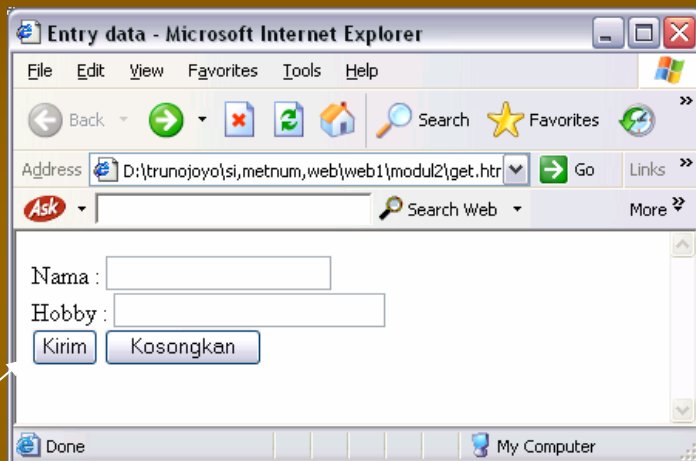 Entry data - Microsoft Internet Explorer
File Edit View Favorites Tools Help
Back Search Favorites »
Address D:\trunojoyo\si,metnum,web\web1\modul2\get.htr Go Links »
Ask Search Web More »
Nama :
Hobby :
Kirim Kosongkan
Done My Computer